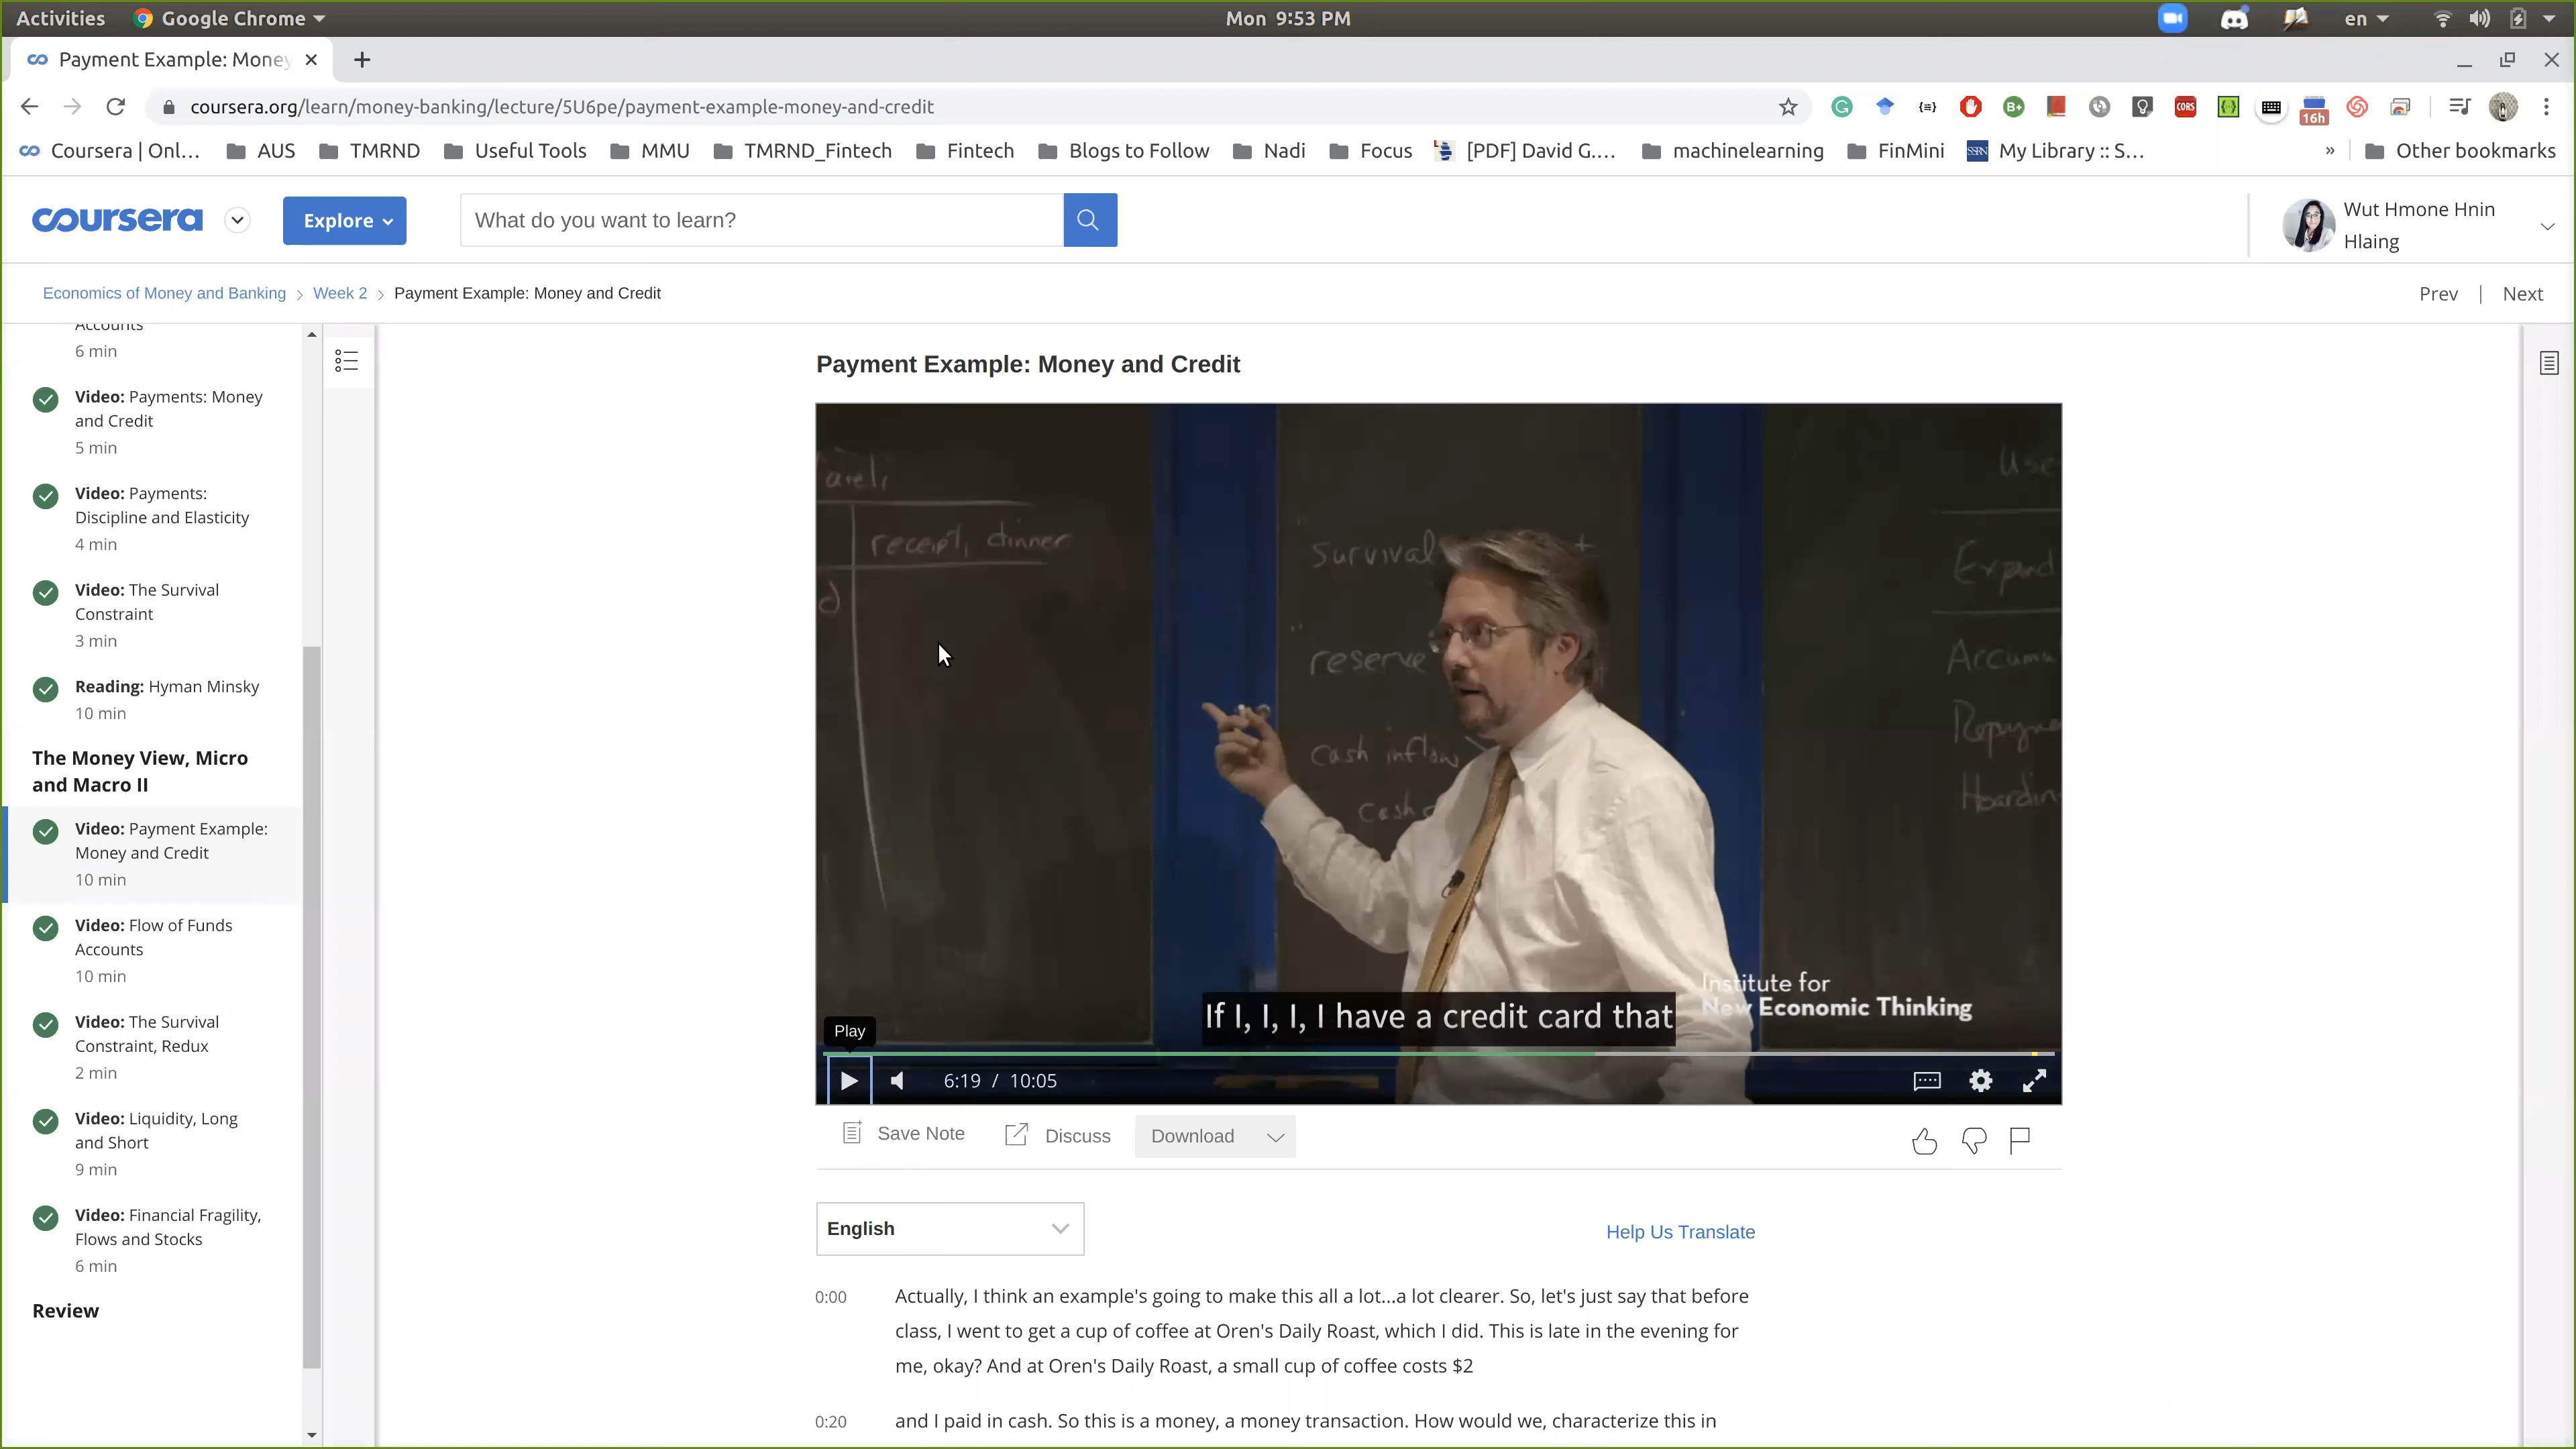 Activities Google Chrome Mon 9:53 PM en
Payment Example: Money
coursera.org/learn/money-banking/lecture/5U6pe/payment-example-money-and-credit
B+ CORS 16h
Coursera | Onl... AUS TMRND Useful Tools MMU TMRND_Fintech Fintech Blogs to Follow Nadi Focus [PDF] David G.... machinelearning FinMini SSRN My Library :: S... » Other bookmarks
coursera Explore What do you want to learn? Wut Hmone Hnin
Hlaing
Economics of Money and Banking > Week 2 > Payment Example: Money and Credit Prev | Next
Accounts
6 min
Video: Payments: Money
and Credit
5 min
Video: Payments:
Discipline and Elasticity
4 min
Video: The Survival
Constraint
3 min
Reading: Hyman Minsky
10 min
The Money View, Micro
and Macro II
Video: Payment Example:
Money and Credit
10 min
Video: Flow of Funds
Accounts
10 min
Video: The Survival
Constraint, Redux
2 min
Video: Liquidity, Long
and Short
9 min
Video: Financial Fragility,
Flows and Stocks
6 min
Review
Payment Example: Money and Credit
receipt, dinner
survival
reserve
cash inflow
cash
Use
Expend
Accumu
Repayme
Hoardin
Institute for
New Economic Thinking
If I, I, I, I have a credit card that
Play
6:19 / 10:05
Save Note Discuss Download
English Help Us Translate
0:00 Actually, I think an example's going to make this all a lot...a lot clearer. So, let's just say that before
class, I went to get a cup of coffee at Oren's Daily Roast, which I did. This is late in the evening for
me, okay? And at Oren's Daily Roast, a small cup of coffee costs $2
0:20 and I paid in cash. So this is a money, a money transaction. How would we, characterize this in